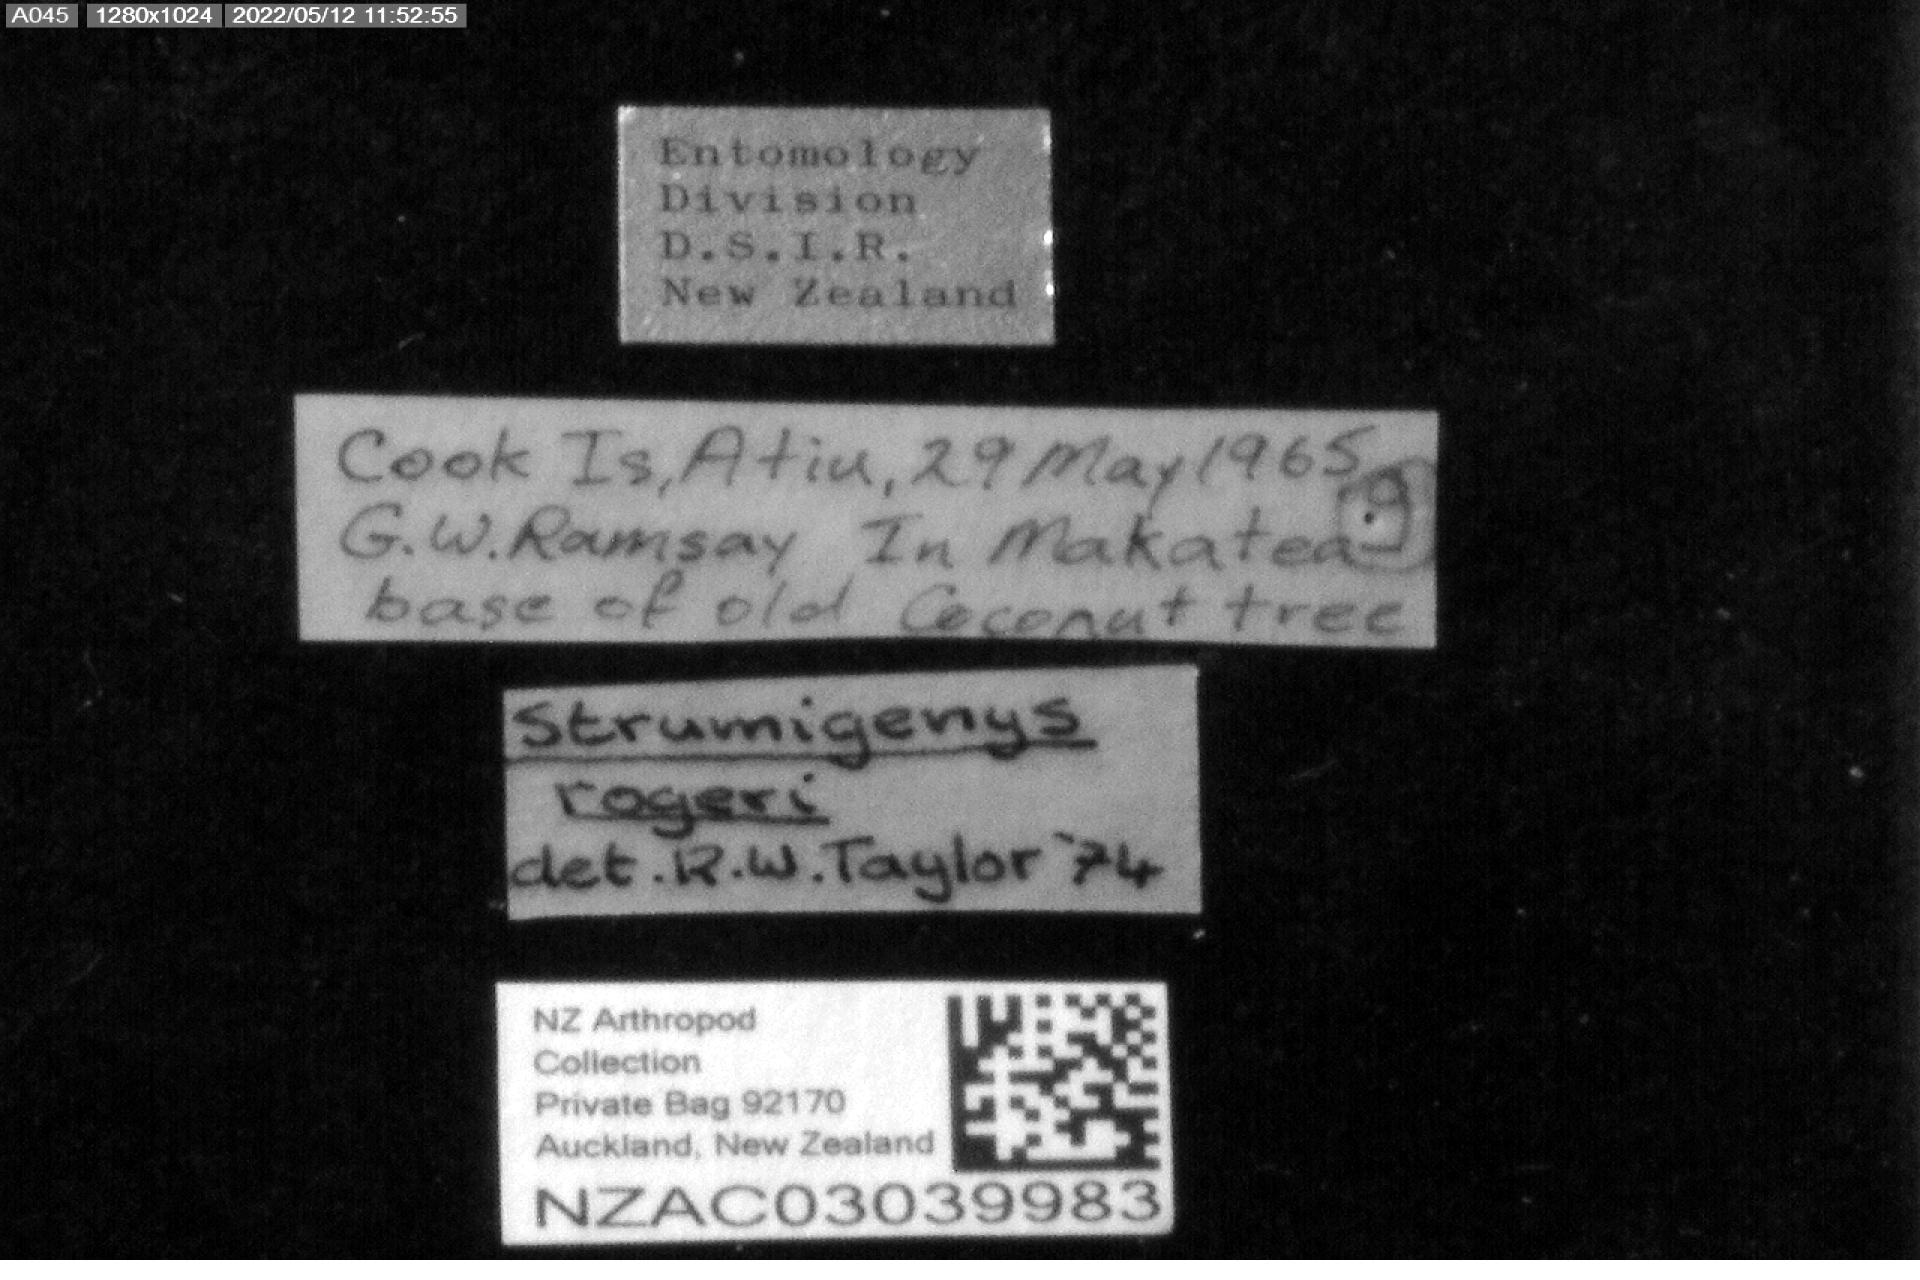 A045 1280x1024 2022/05/12 11:52:55
Entomology
Division
D.S.I.R.
New Zealand
Cook Is, Atiu, 29 May 1965
G.W. Ramsay In Makatea
base of old Coconut tree
Strumigenys
rogeri
det. R.W. Taylor '74
NZ Arthropod
Collection
Private Bag 92170
Auckland, New Zealand
NZAC03039983